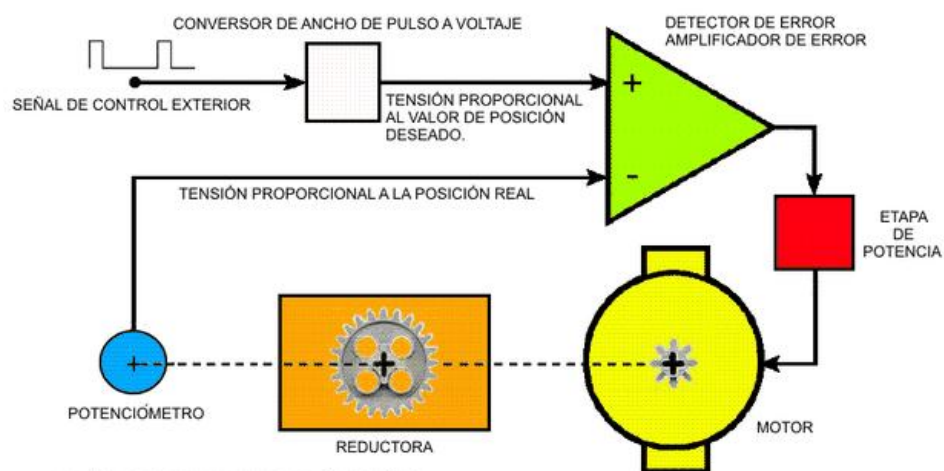 CONVERSOR DE ANCHO DE PULSO A VOLTAJE
DETECTOR DE ERROR
AMPLIFICADOR DE ERROR
SEÑAL DE CONTROL EXTERIOR
+
TENSIÓN PROPORCIONAL
AL VALOR DE POSICIÓN
DESEADO.
-
TENSIÓN PROPORCIONAL A LA POSICIÓN REAL
ETAPA
DE
POTENCIA
POTENCIÓMETRO
REDUCTORA
MOTOR